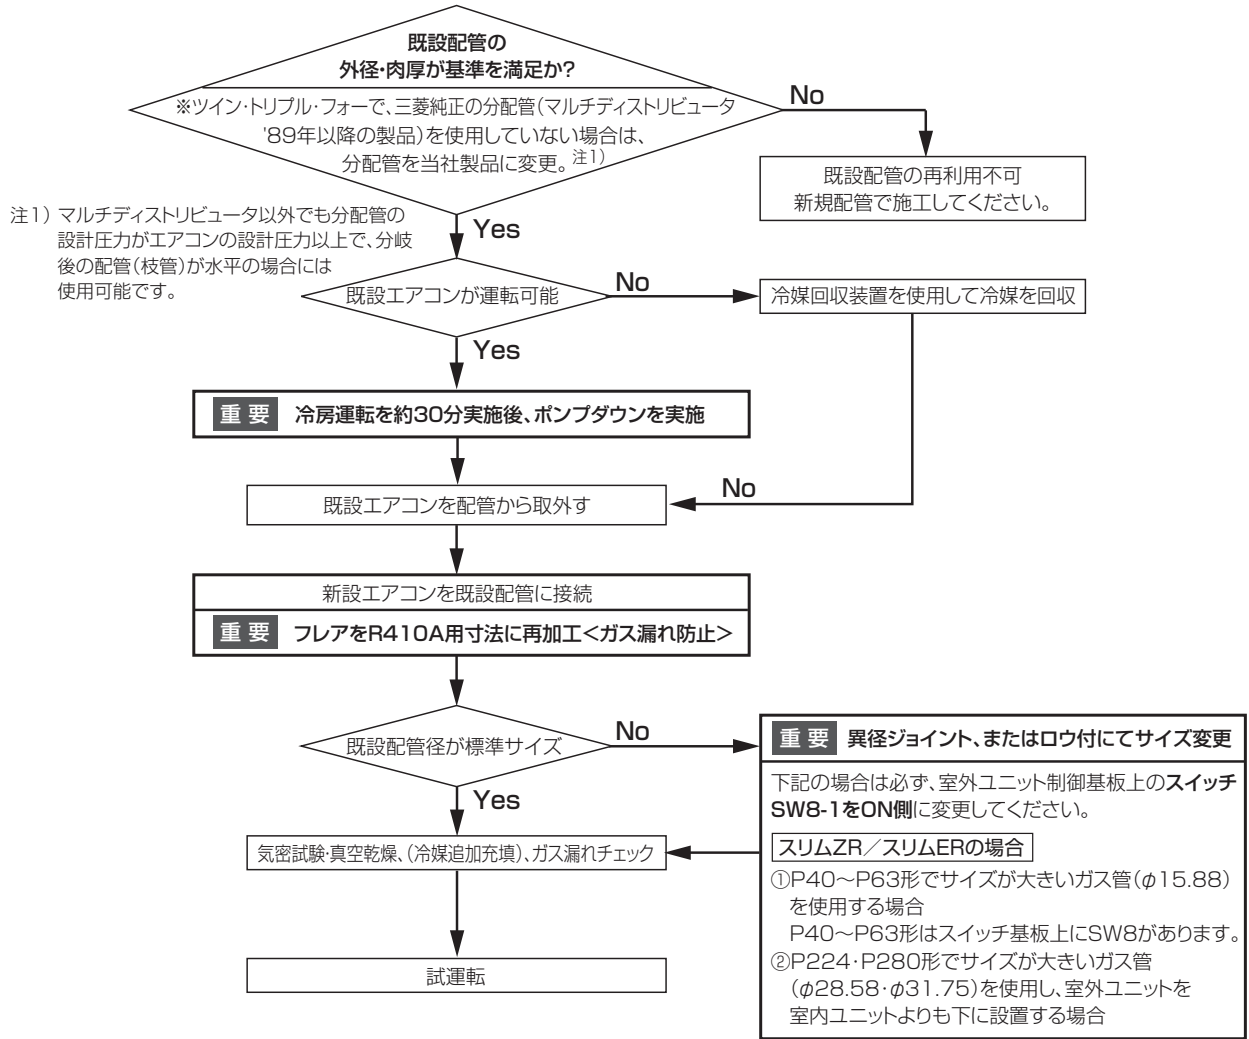 既設配管の
外径・肉厚が基準を満足か?
※ツイン・トリプル・フォーで、三菱純正の分配管(マルチディストリビュータ
'89年以降の製品)を使用していない場合は、
分配管を当社製品に変更。注1)
No
既設配管の再利用不可
新規配管で施工してください。
注1) マルチディストリビュータ以外でも分配管の
設計圧力がエアコンの設計圧力以上で、分岐
後の配管(枝管)が水平の場合には
使用可能です。
Yes
既設エアコンが運転可能
No
冷媒回収装置を使用して冷媒を回収
Yes
重要 冷房運転を約30分実施後、ポンプダウンを実施
No
既設エアコンを配管から取外す
新設エアコンを既設配管に接続
重要 フレアをR410A用寸法に再加工<ガス漏れ防止>
既設配管径が標準サイズ
No
重要 異径ジョイント、またはロウ付にてサイズ変更
下記の場合は必ず、室外ユニット制御基板上のスイッチ
SW8-1をON側に変更してください。
スリムZR/スリムERの場合
①P40~P63形でサイズが大きいガス管(φ15.88)
を使用する場合
P40~P63形はスイッチ基板上にSW8があります。
②P224・P280形でサイズが大きいガス管
(φ28.58・φ31.75)を使用し、室外ユニットを
室内ユニットよりも下に設置する場合
Yes
気密試験・真空乾燥、(冷媒追加充填)、ガス漏れチェック
試運転